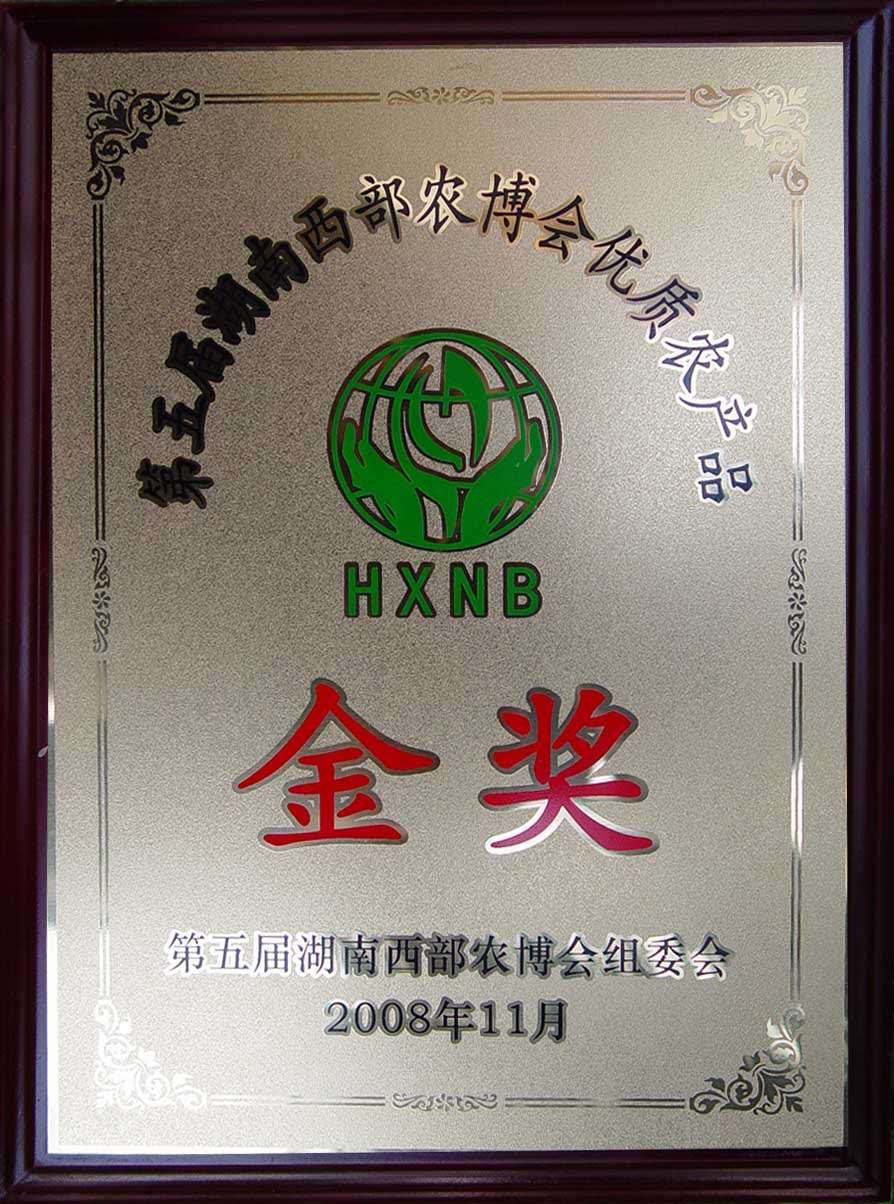 第五届湖南西部农博会优质农产品
HXNB
金奖
第五届湖南西部农博会组委会
2008年11月